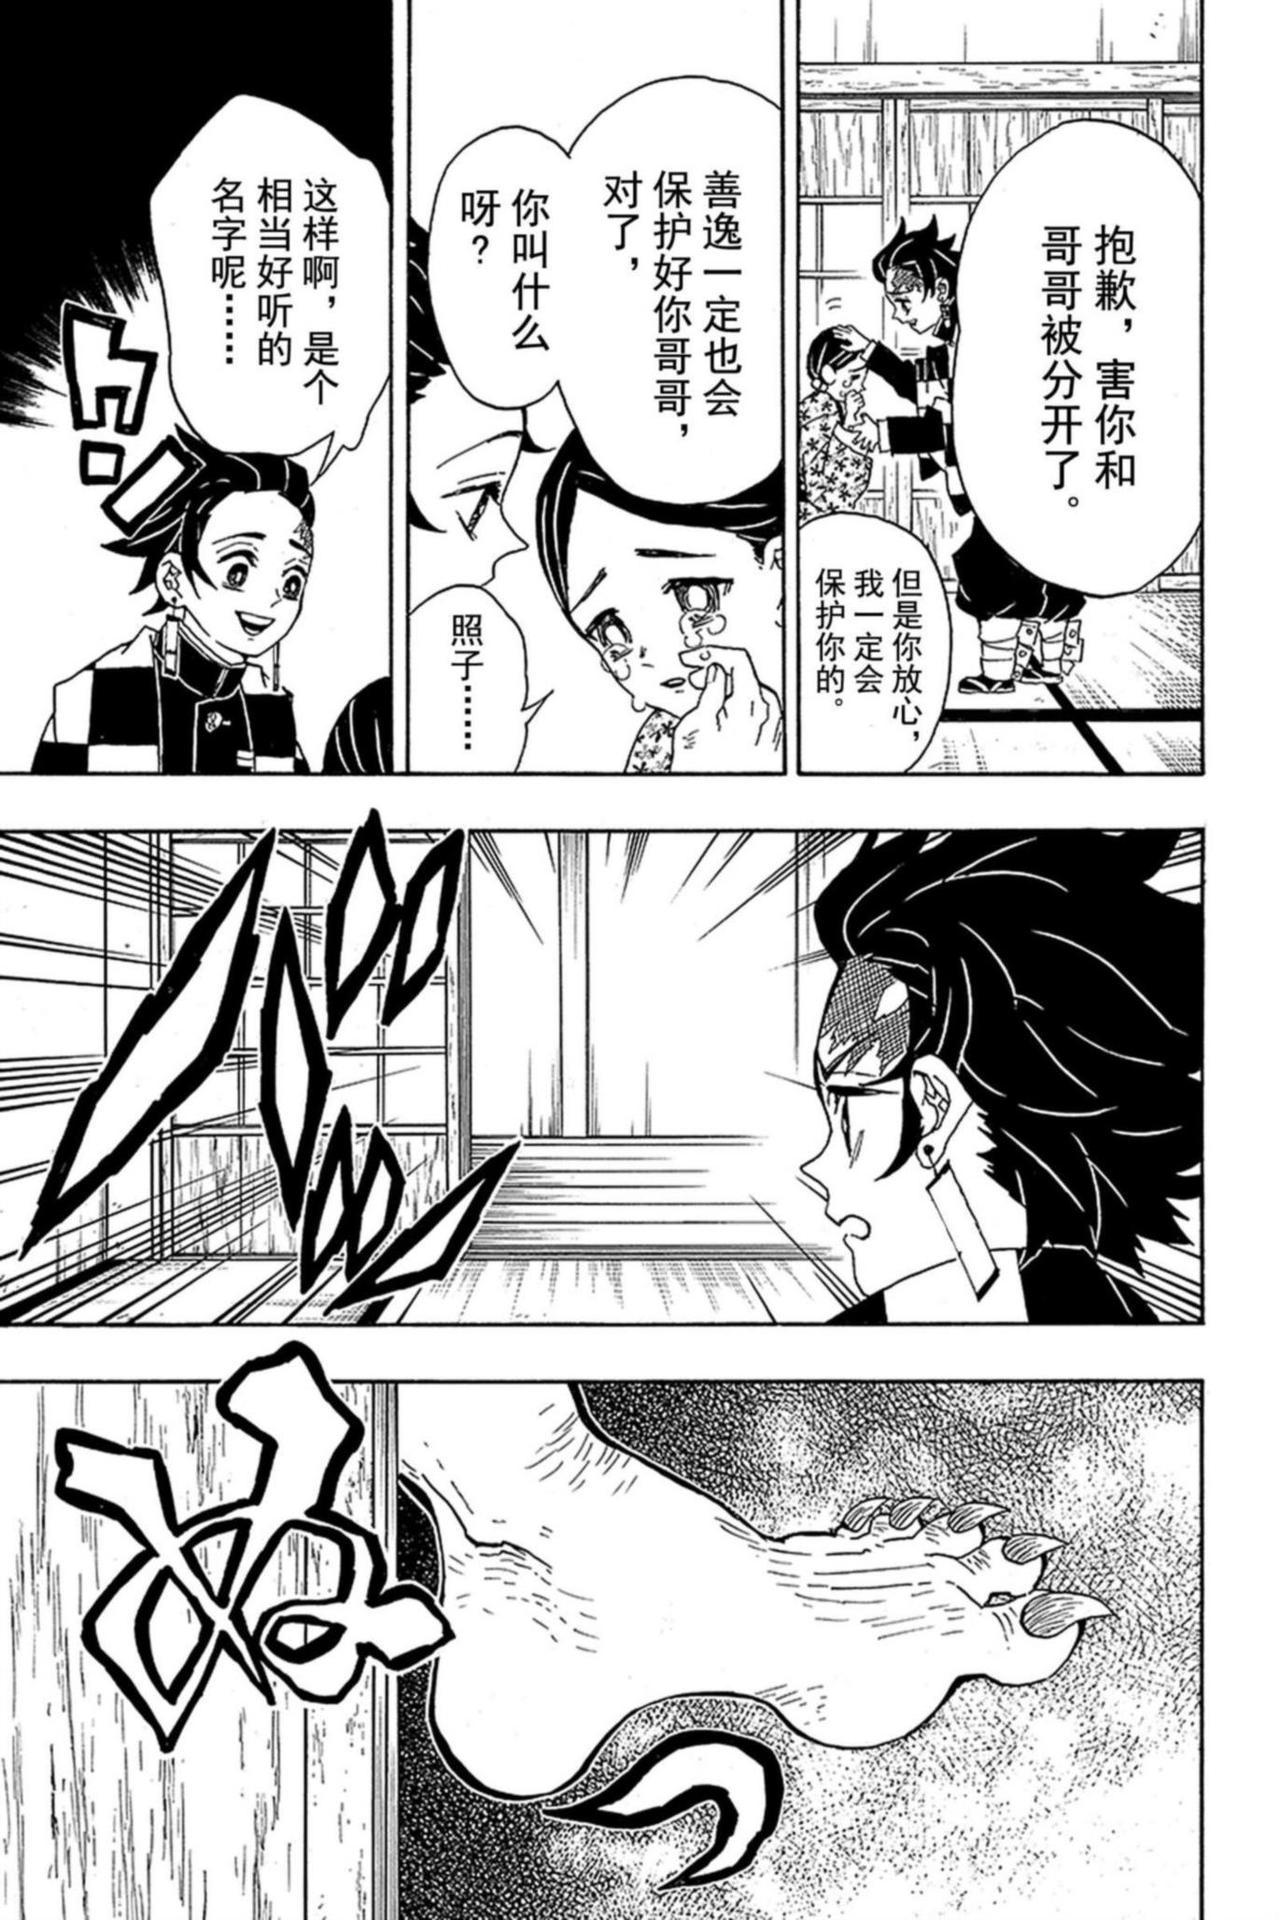 抱歉，害你和
哥哥被分开了。
但是你放心，
我一定会
保护你的。
善逸一定也会
保护好你哥哥，
对了，
你叫什么
呀？
照子……
这样啊，是个
相当好听的
名字呢……